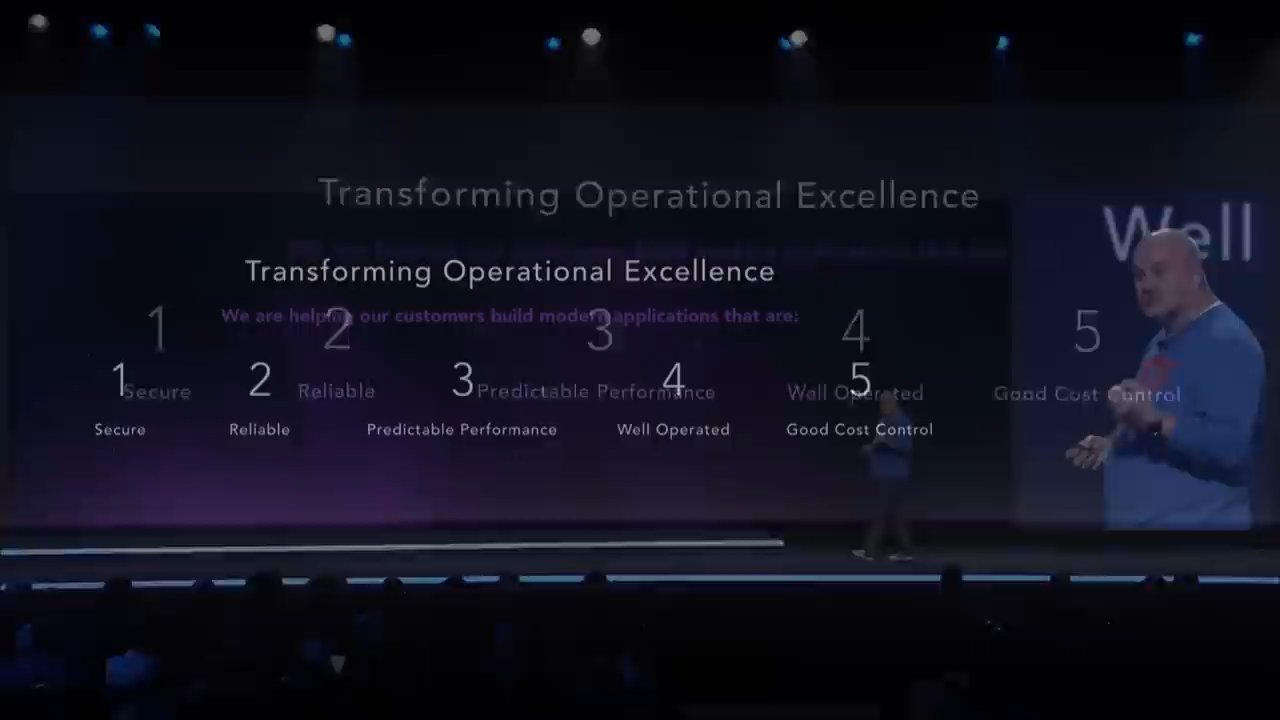 Transforming Operational Excellence
Well
Transforming Operational Excellence
We are helping our customers build modern applications that are:
1 2 3 4 5
1 2 3 4 5
Secure Reliable Predictable Performance Well Operated Good Cost Control
Secure Reliable Predictable Performance Well Operated Good Cost Control